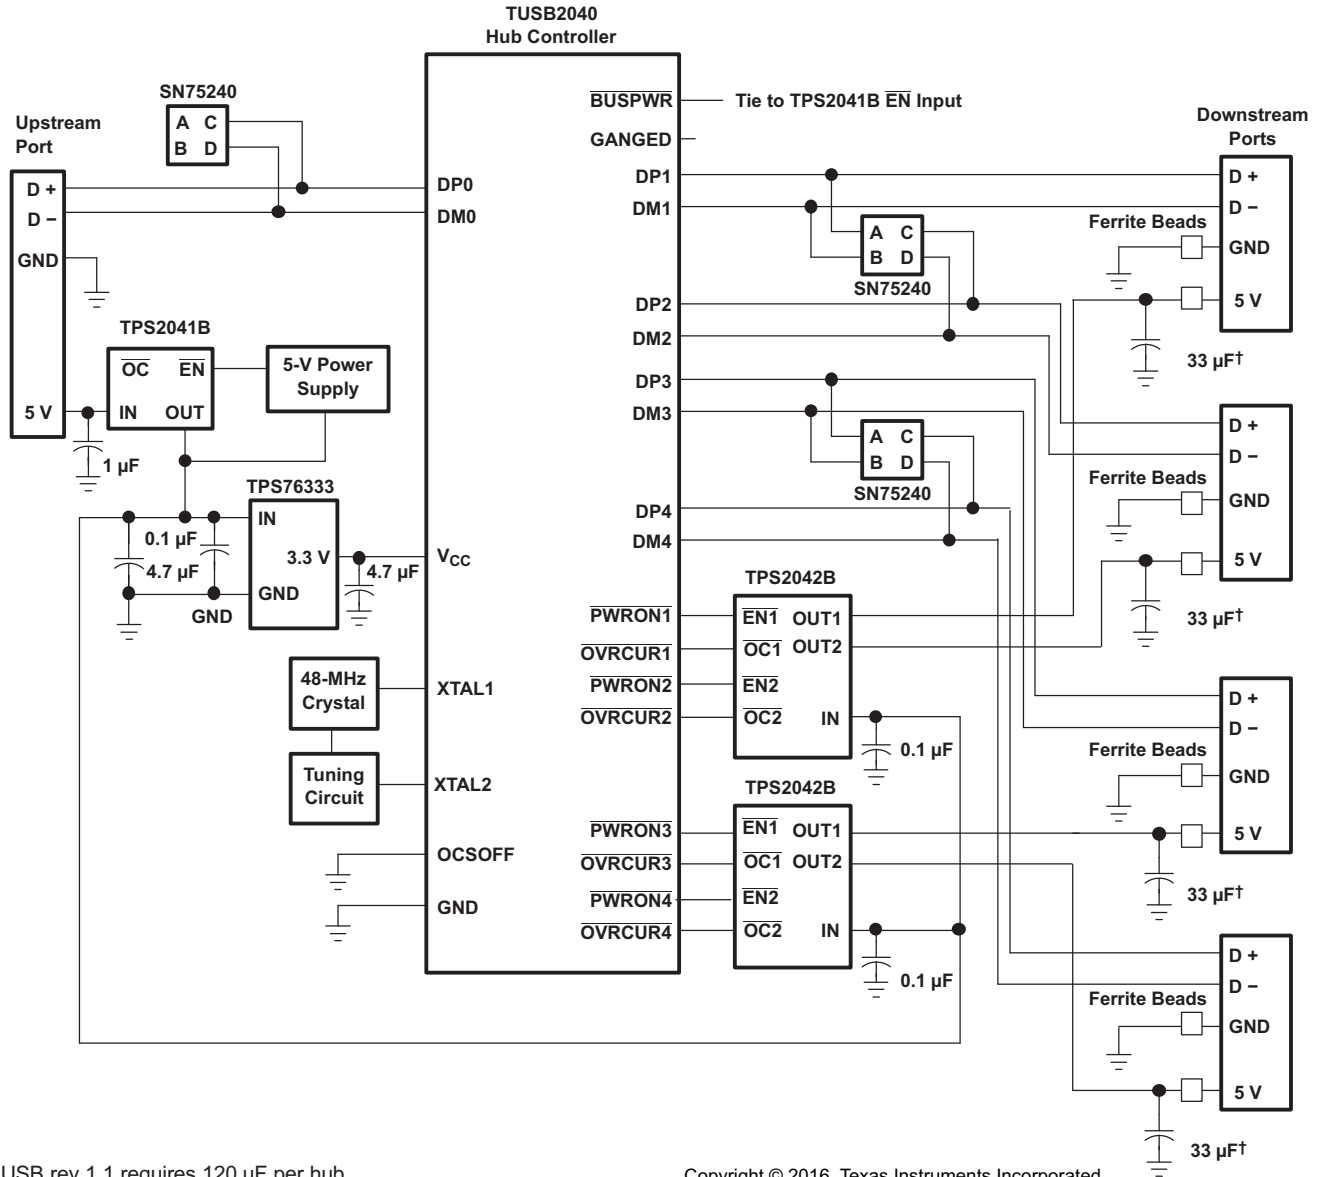 TUSB2040
Hub Controller
SN75240
A C
B D
Upstream
Port
D +
D −
GND
5 V
BUSPWR
Tie to TPS2041B EN Input
GANGED
DP0
DM0
DP1
DM1
Downstream
Ports
D +
D −
Ferrite Beads
GND
5 V
33 µF†
A C
B D
SN75240
DP2
DM2
DP3
DM3
TPS2041B
OC EN
IN OUT
5-V Power
Supply
1 µF
A C
B D
SN75240
DP4
DM4
D +
D −
Ferrite Beads
GND
5 V
33 µF†
TPS76333
IN
3.3 V
GND
0.1 µF
4.7 µF
GND
4.7 µF
VCC
TPS2042B
PWRON1
EN1 OUT1
OVRCUR1
OC1 OUT2
PWRON2
EN2
OVRCUR2
OC2 IN
0.1 µF
48-MHz
Crystal
XTAL1
Tuning
Circuit
XTAL2
D +
D −
Ferrite Beads
GND
5 V
33 µF†
TPS2042B
PWRON3
EN1 OUT1
OVRCUR3
OC1 OUT2
PWRON4
EN2
OVRCUR4
OC2 IN
0.1 µF
OCSOFF
GND
D +
D −
Ferrite Beads
GND
5 V
33 µF†
USB rev 1.1 requires 120 µF per hub
Copyright © 2016, Texas Instruments Incorporated